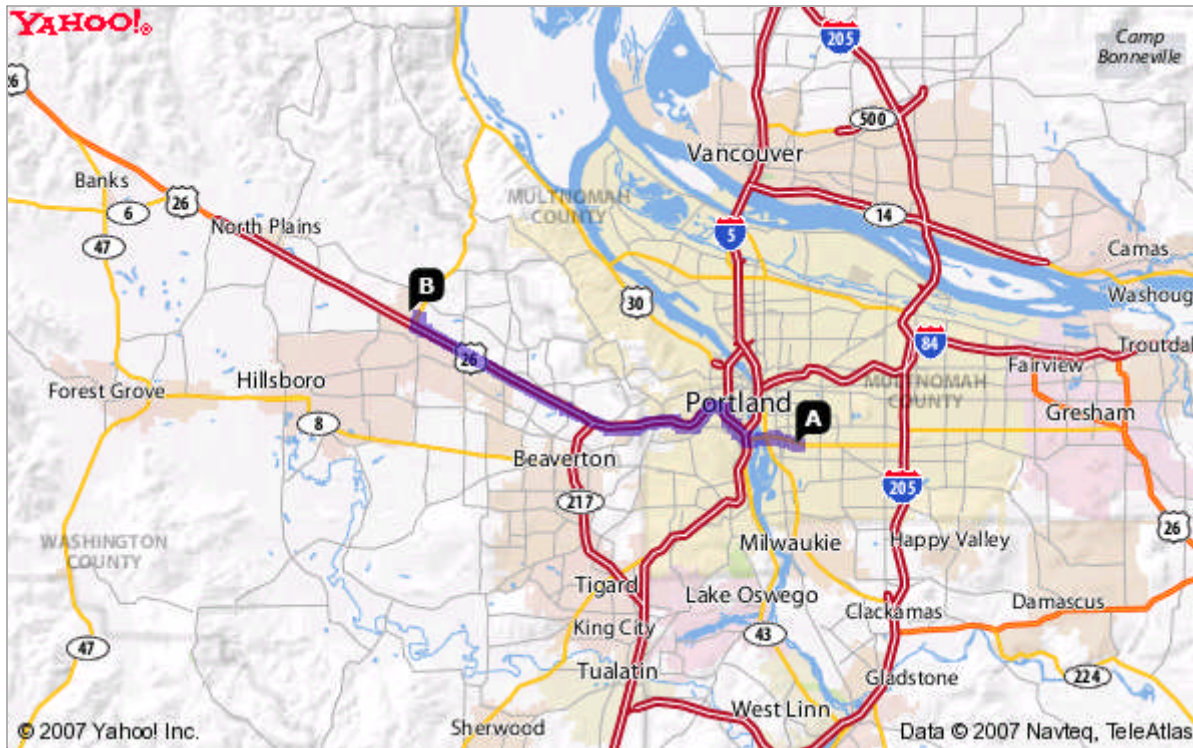 YAHOO!®
205
Camp
Bonneville
26
500
Vancouver
Banks
26
MULTNOMAH
COUNTY
6
14
North Plains
5
47
Camas
B
30
Washoug
26
84
Troutdal
Fairview
Hillsboro
MULTNOMAH
COUNTY
Forest Grove
Portland
A
Gresham
8
Beaverton
205
217
26
WASHINGTON
COUNTY
Milwaukie
Happy Valley
Tigard
Lake Oswego
Damascus
Clackamas
King City
43
47
Tualatin
Gladstone
224
West Linn
Sherwood
© 2007 Yahoo! Inc.
Data © 2007 Navteq, TeleAtlas